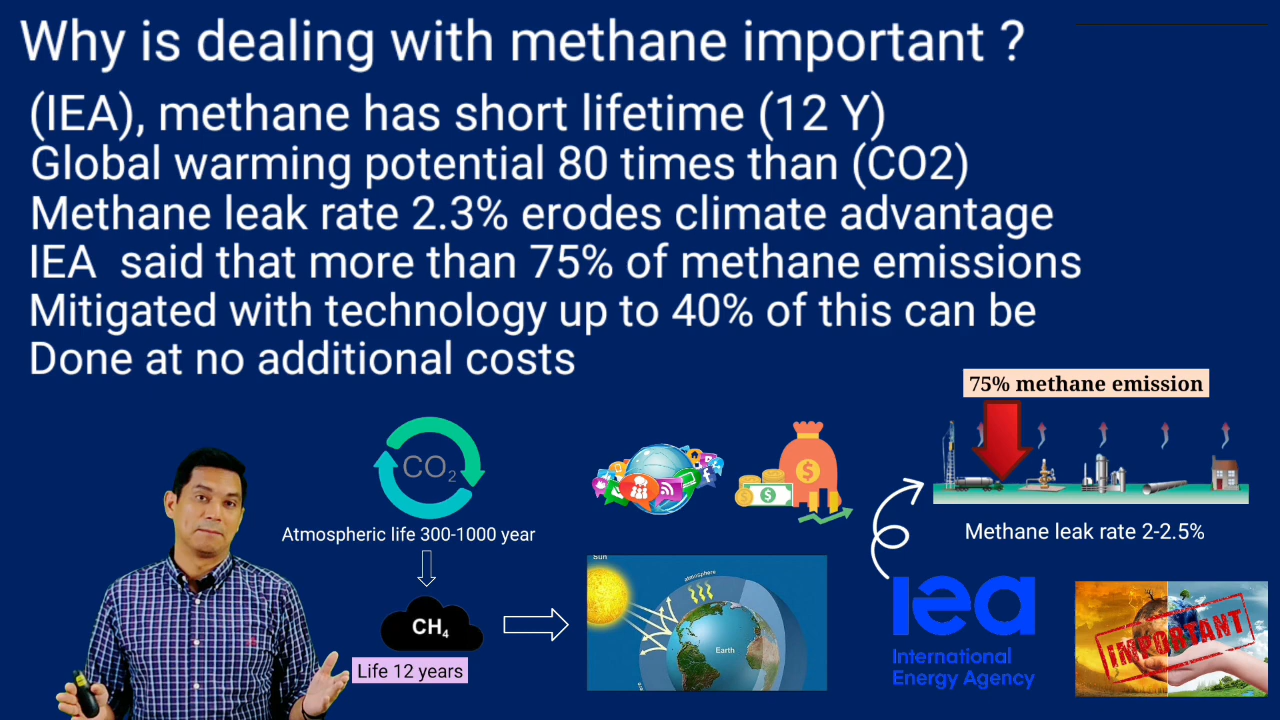 Why is dealing with methane important ?
(IEA), methane has short lifetime (12 Y)
Global warming potential 80 times than (CO2)
Methane leak rate 2.3% erodes climate advantage
IEA said that more than 75% of methane emissions
Mitigated with technology up to 40% of this can be
Done at no additional costs
75% methane emission
CO2
Atmospheric life 300-1000 year
Methane leak rate 2-2.5%
Sun
atmosphere
Earth
CH4
Life 12 years
iea
International
Energy Agency
IMPORTANT